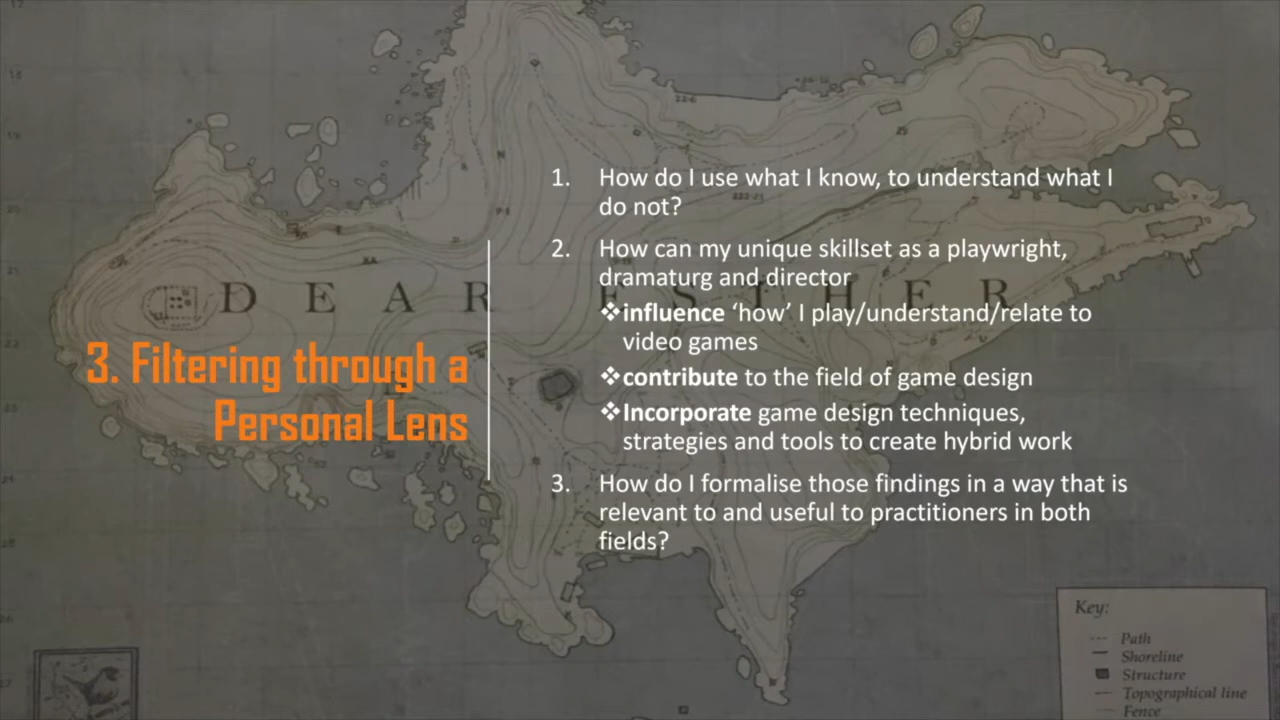 3. Filtering through a
Personal Lens
1. How do I use what I know, to understand what I
do not?
2. How can my unique skillset as a playwright,
dramaturg and director
❖influence ‘how’ I play/understand/relate to
video games
❖contribute to the field of game design
❖Incorporate game design techniques,
strategies and tools to create hybrid work
3. How do I formalise those findings in a way that is
relevant to and useful to practitioners in both
fields?
DEAR ESTHER
Key:
Path
Shoreline
Structure
Topographical line
Fence